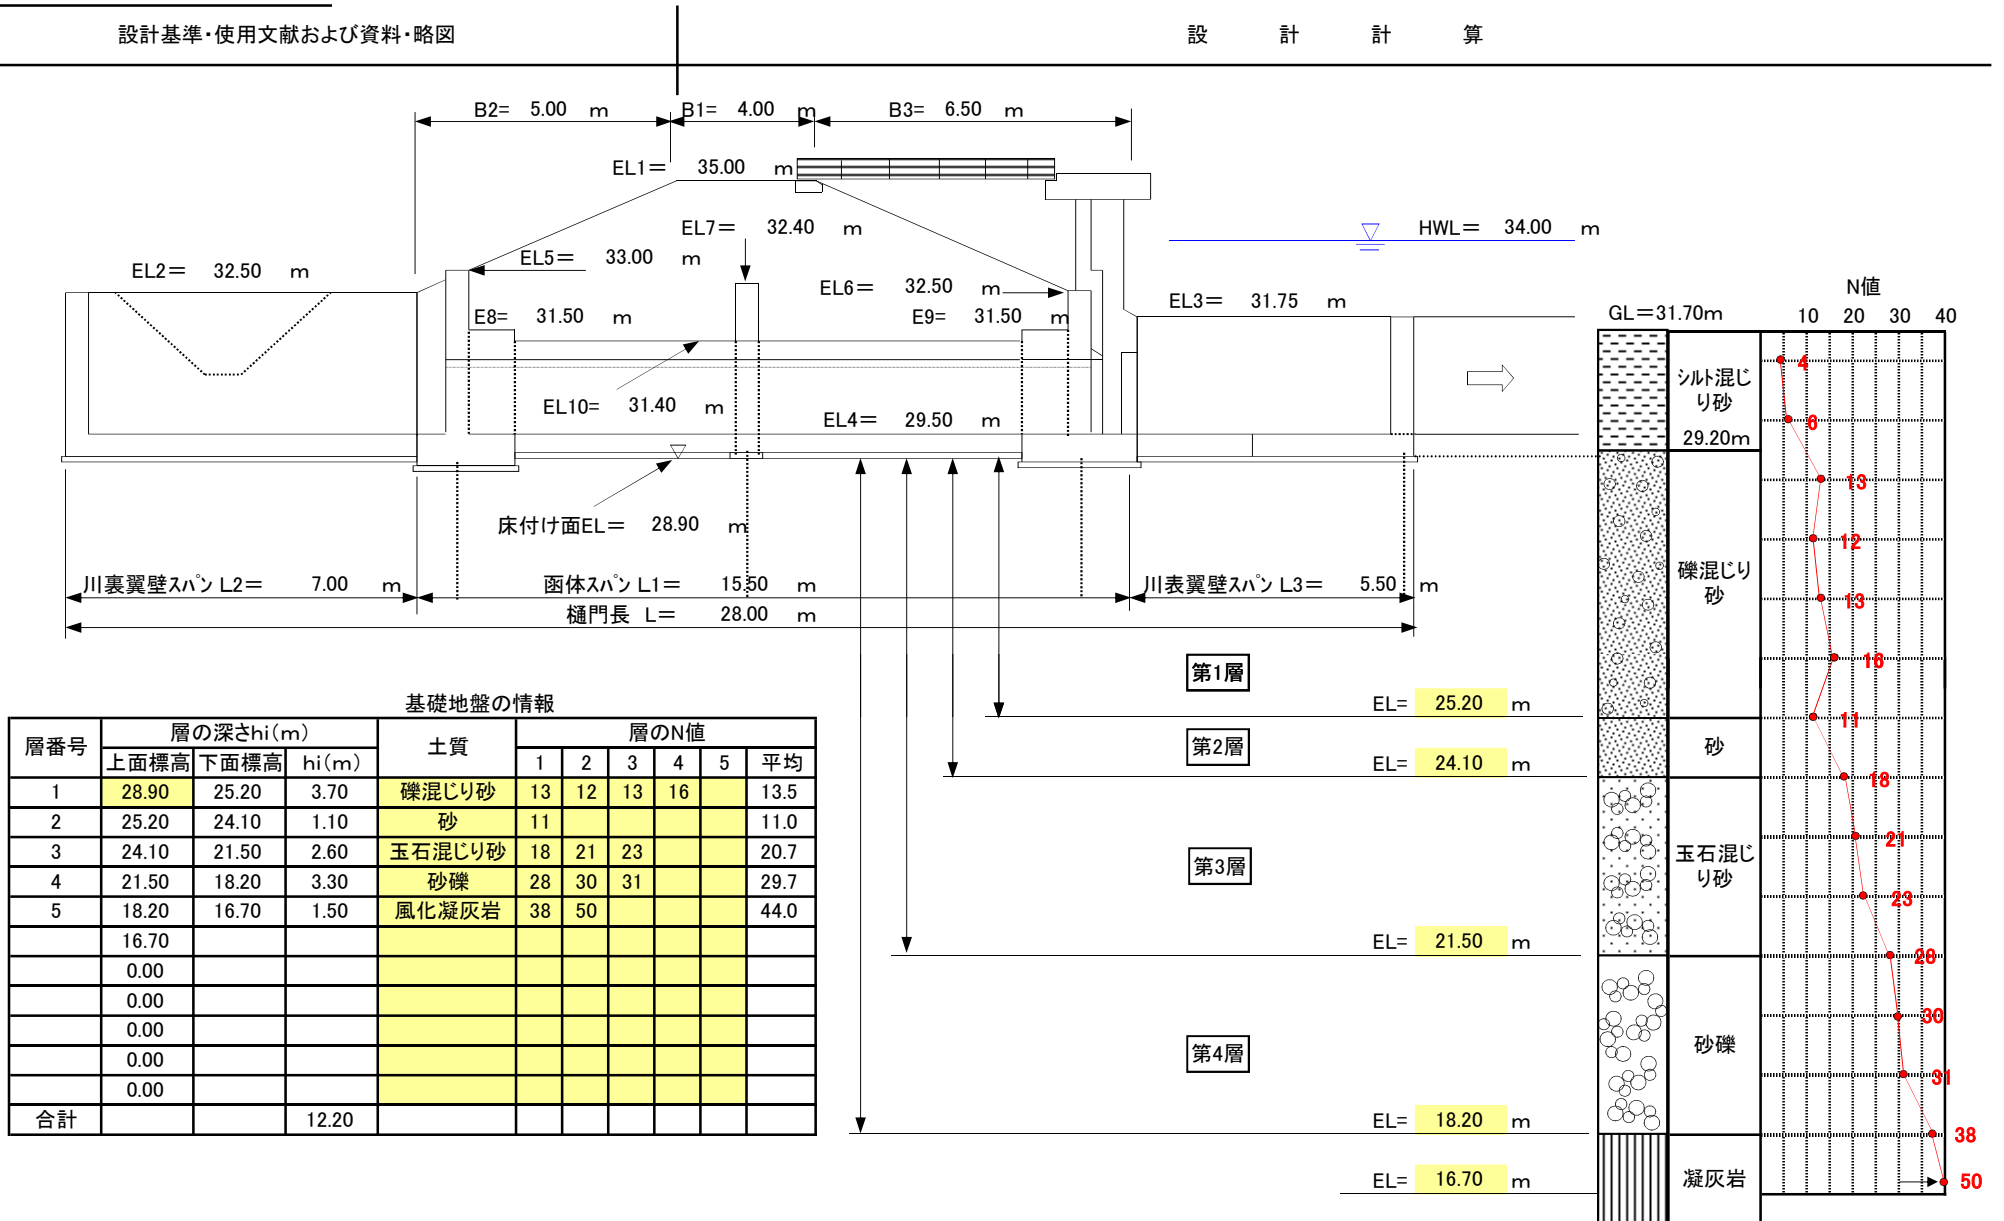 設計基準・使用文献および資料・略図
設 計 計 算
B2= 5.00 m
B1= 4.00 m
B3= 6.50 m
EL1= 35.00 m
EL7= 32.40 m
HWL= 34.00 m
EL2= 32.50 m
EL5= 33.00 m
EL6= 32.50 m
EL3= 31.75 m
E8= 31.50 m
E9= 31.50 m
EL10= 31.40 m
EL4= 29.50 m
床付け面EL= 28.90 m
川裏翼壁スパン L2= 7.00 m
函体スパン L1= 15.50 m
川表翼壁スパン L3= 5.50 m
樋門長 L= 28.00 m
第1層
EL= 25.20 m
第2層
EL= 24.10 m
第3層
EL= 21.50 m
第4層
EL= 18.20 m
EL= 16.70 m
N値
GL=31.70m
10 20 30 40
シルト混じ
り砂
29.20m
礫混じり
砂
砂
玉石混じ
り砂
砂礫
凝灰岩
4
6
13
12
13
16
11
18
21
23
28
30
31
38
50
基礎地盤の情報
層番号 層の深さhi(m) 土質 層のN値
上面標高 下面標高 hi(m) 1 2 3 4 5 平均
1 28.90 25.20 3.70 礫混じり砂 13 12 13 16 13.5
2 25.20 24.10 1.10 砂 11 11.0
3 24.10 21.50 2.60 玉石混じり砂 18 21 23 20.7
4 21.50 18.20 3.30 砂礫 28 30 31 29.7
5 18.20 16.70 1.50 風化凝灰岩 38 50 44.0
16.70
0.00
0.00
0.00
0.00
0.00
合計 12.20